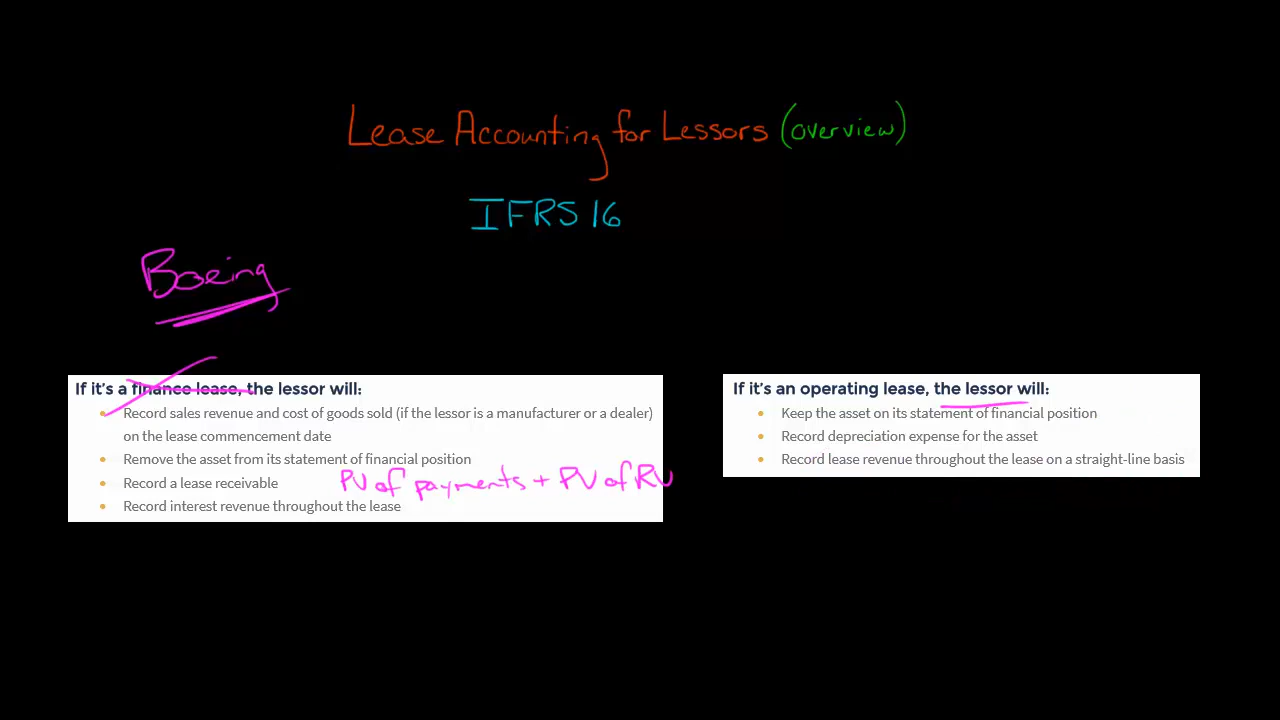 Lease Accounting for Lessors (overview)
IFRS 16
Boeing
If it's a finance lease, the lessor will:
Record sales revenue and cost of goods sold (if the lessor is a manufacturer or a dealer)
on the lease commencement date
Remove the asset from its statement of financial position
Record a lease receivable
PV of payments + PV of RV
Record interest revenue throughout the lease
If it's an operating lease, the lessor will:
Keep the asset on its statement of financial position
Record depreciation expense for the asset
Record lease revenue throughout the lease on a straight-line basis